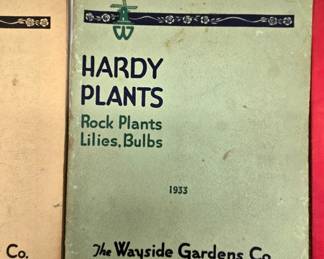 HARDY
PLANTS
Rock Plants
Lilies, Bulbs
1933
The Wayside Gardens Co.
Co.